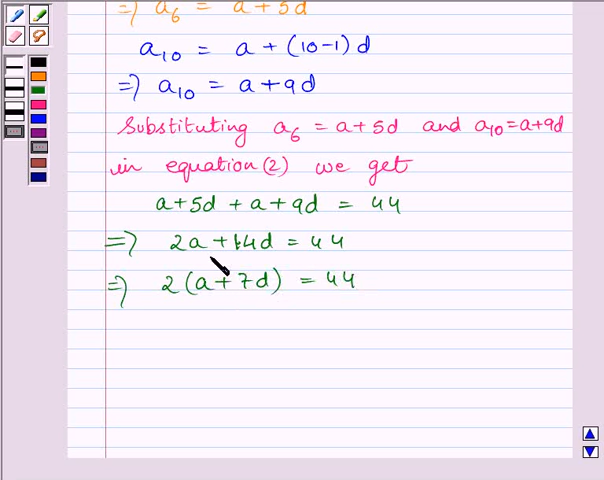 ⇒ a₆ = a + 5d
a₁₀ = a + (10-1)d
⇒ a₁₀ = a + 9d
Substituting a₆ = a + 5d and a₁₀ = a + 9d
in equation (2) we get
a + 5d + a + 9d = 44
⇒ 2a + 14d = 44
⇒ 2(a + 7d) = 44